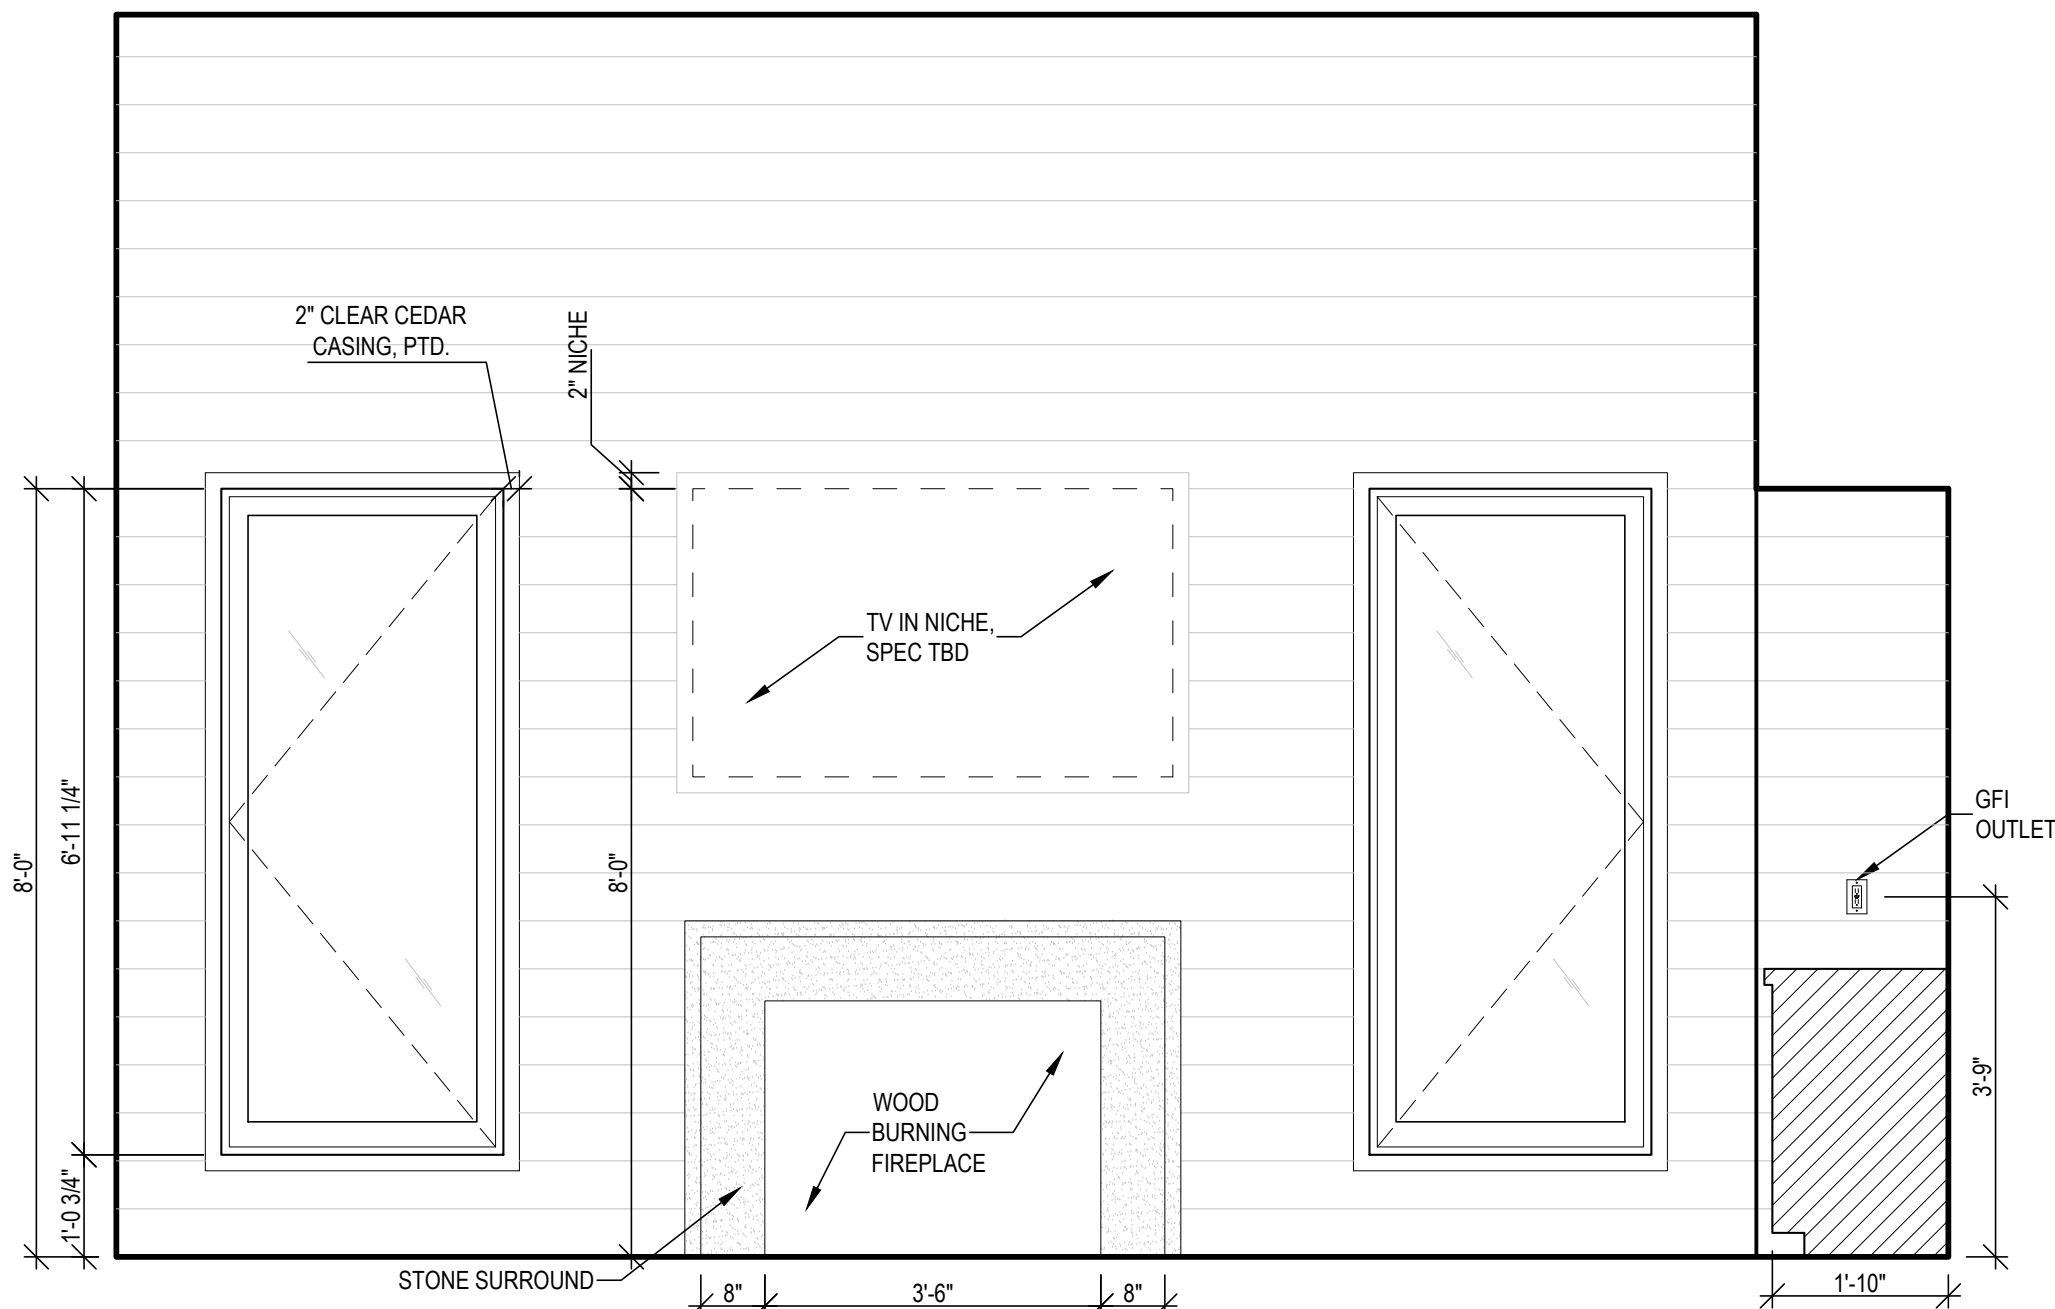 2" CLEAR CEDAR
CASING, PTD.
2" NICHE
TV IN NICHE,
SPEC TBD
GFI
OUTLET
8'-0"
6'-11 1/4"
8'-0"
1'-0 3/4"
3'-9"
WOOD
BURNING
FIREPLACE
STONE SURROUND
8"
3'-6"
8"
1'-10"